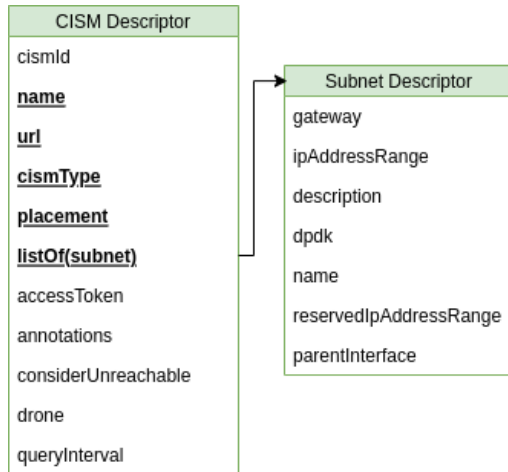 CISM Descriptor
cismId
name
url
cismType
placement
listOf(subnet)
accessToken
annotations
considerUnreachable
drone
queryInterval
Subnet Descriptor
gateway
ipAddressRange
description
dpdk
name
reservedIpAddressRange
parentInterface